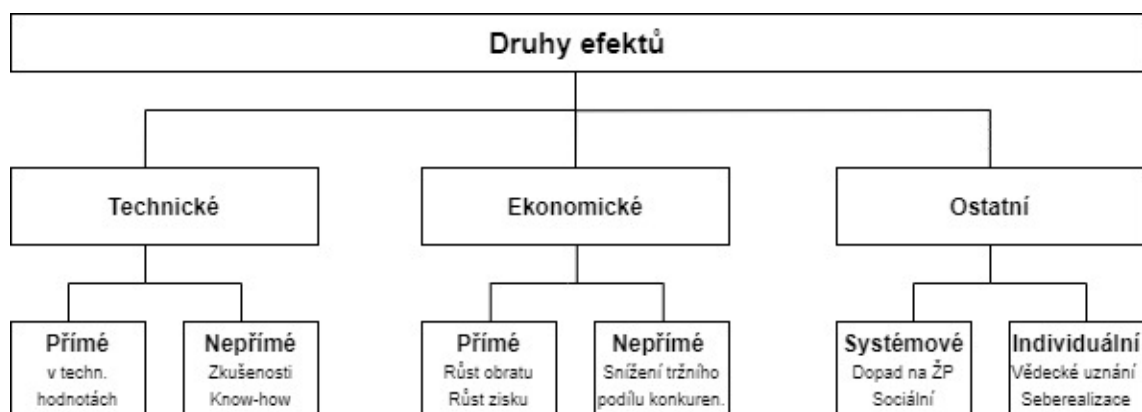 Druhy efektů
Technické
Ekonomické
Ostatní
Přímé
v techn.
hodnotách
Nepřímé
Zkušenosti
Know-how
Přímé
Růst obratu
Růst zisku
Nepřímé
Snížení tržního
podílu konkuren.
Systémové
Dopad na ŽP
Sociální
Individuální
Vědecké uznání
Seberealizace